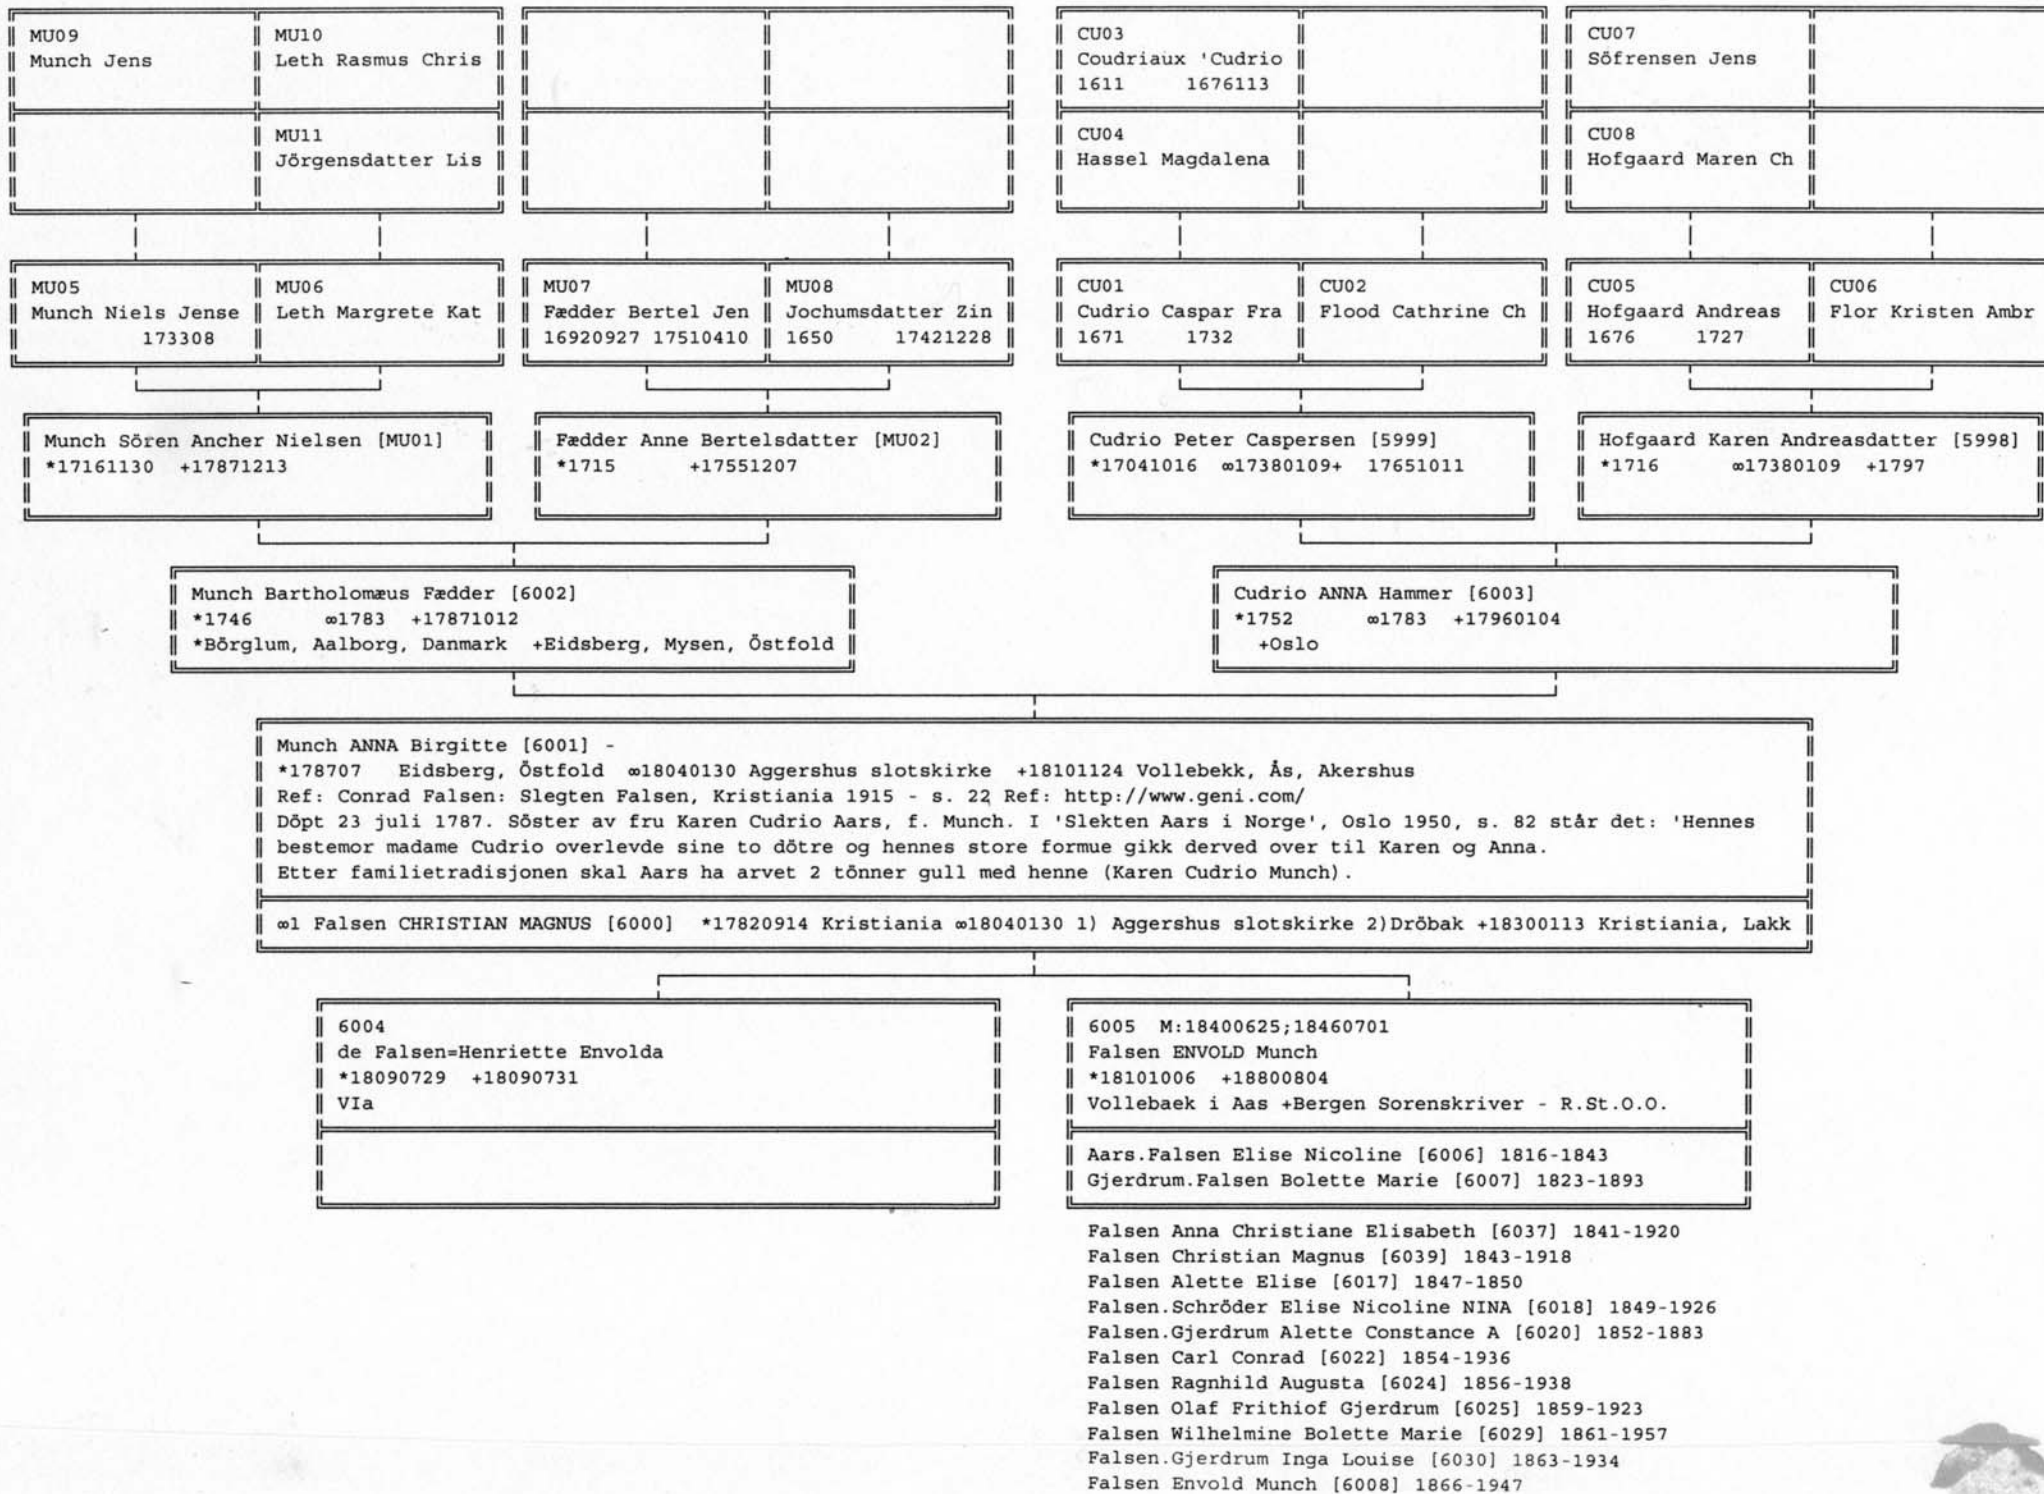 MU09 MU10 CU03 CU07
Munch Jens Leth Rasmus Chris Coudriaux 'Cudrio Söfrensen Jens
1611 1676113
MU11 CU04 CU08
Jörgensdatter Lis Hassel Magdalena Hofgaard Maren Ch
MU05 MU06 MU07 MU08 CU01 CU02 CU05 CU06
Munch Niels Jense Leth Margrete Kat Fædder Bertel Jen Jochumsdatter Zin Cudrio Caspar Fra Flood Cathrine Ch Hofgaard Andreas Flor Kristen Ambr
173308 16920927 17510410 1650 17421228 1671 1732 1676 1727
Munch Sören Ancher Nielsen [MU01] Fædder Anne Bertelsdatter [MU02] Cudrio Peter Caspersen [5999] Hofgaard Karen Andreasdatter [5998]
*17161130 +17871213 *1715 +17551207 *17041016 ∞17380109+ 17651011 *1716 ∞17380109 +1797
Munch Bartholomæus Fædder [6002] Cudrio ANNA Hammer [6003]
*1746 ∞1783 +17871012 *1752 ∞1783 +17960104
*Börglum, Aalborg, Danmark +Eidsberg, Mysen, Östfold +Oslo
Munch ANNA Birgitte [6001] -
*178707 Eidsberg, Östfold ∞18040130 Aggershus slotskirke +18101124 Vollebekk, Ås, Akershus
Ref: Conrad Falsen: Slegten Falsen, Kristiania 1915 - s. 22 Ref: http://www.geni.com/
Döpt 23 juli 1787. Söster av fru Karen Cudrio Aars, f. Munch. I 'Slekten Aars i Norge', Oslo 1950, s. 82 står det: 'Hennes
bestemor madame Cudrio overlevde sine to dötre og hennes store formue gikk derved over til Karen og Anna.
Etter familietradisjonen skal Aars ha arvet 2 tönner gull med henne (Karen Cudrio Munch).
∞1 Falsen CHRISTIAN MAGNUS [6000] *17820914 Kristiania ∞18040130 1) Aggershus slotskirke 2)Dröbak +18300113 Kristiania, Lakk
6004
de Falsen=Henriette Envolda
*18090729 +18090731
VIa
6005 M:18400625;18460701
Falsen ENVOLD Munch
*18101006 +18800804
Vollebaek i Aas +Bergen Sorenskriver - R.St.O.O.
Aars.Falsen Elise Nicoline [6006] 1816-1843
Gjerdrum.Falsen Bolette Marie [6007] 1823-1893
Falsen Anna Christiane Elisabeth [6037] 1841-1920
Falsen Christian Magnus [6039] 1843-1918
Falsen Alette Elise [6017] 1847-1850
Falsen.Schröder Elise Nicoline NINA [6018] 1849-1926
Falsen.Gjerdrum Alette Constance A [6020] 1852-1883
Falsen Carl Conrad [6022] 1854-1936
Falsen Ragnhild Augusta [6024] 1856-1938
Falsen Olaf Frithiof Gjerdrum [6025] 1859-1923
Falsen Wilhelmine Bolette Marie [6029] 1861-1957
Falsen.Gjerdrum Inga Louise [6030] 1863-1934
Falsen Envold Munch [6008] 1866-1947